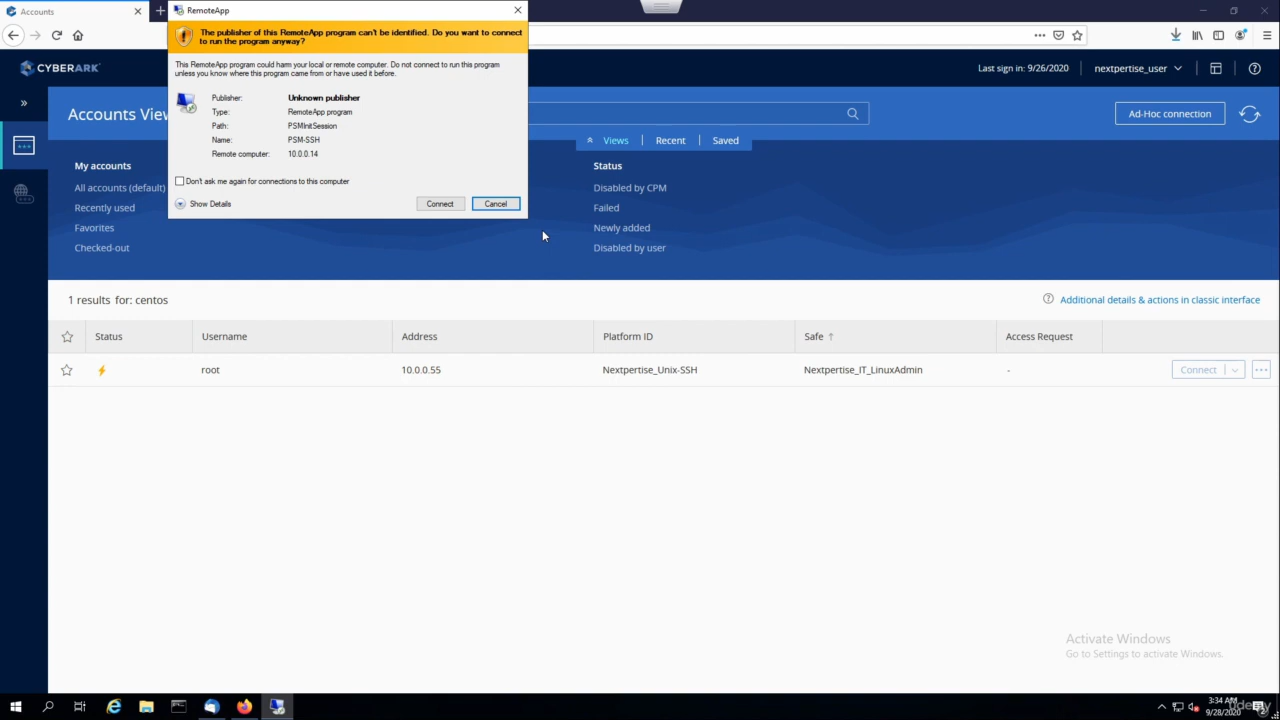 Accounts
RemoteApp
The publisher of this RemoteApp program can't be identified. Do you want to connect
to run the program anyway?
This RemoteApp program could harm your local or remote computer. Do not connect to run this program
unless you know where this program came from or have used it before.
Publisher: Unknown publisher
Type: RemoteApp program
Path: PSMInitSession
Name: PSM-SSH
Remote computer: 10.0.0.14
Don't ask me again for connections to this computer
Show Details
Connect
Cancel
CYBERARK
Last sign in: 9/26/2020
nextpertise_user
Accounts View
Ad-Hoc connection
Views
Recent
Saved
My accounts
All accounts (default)
Recently used
Favorites
Checked-out
Status
Disabled by CPM
Failed
Newly added
Disabled by user
1 results for: centos
Additional details & actions in classic interface
Status Username Address Platform ID Safe Access Request
root 10.0.0.55 Nextpertise_Unix-SSH Nextpertise_IT_LinuxAdmin - Connect
Activate Windows
Go to Settings to activate Windows.
3:34 AM
9/28/2020